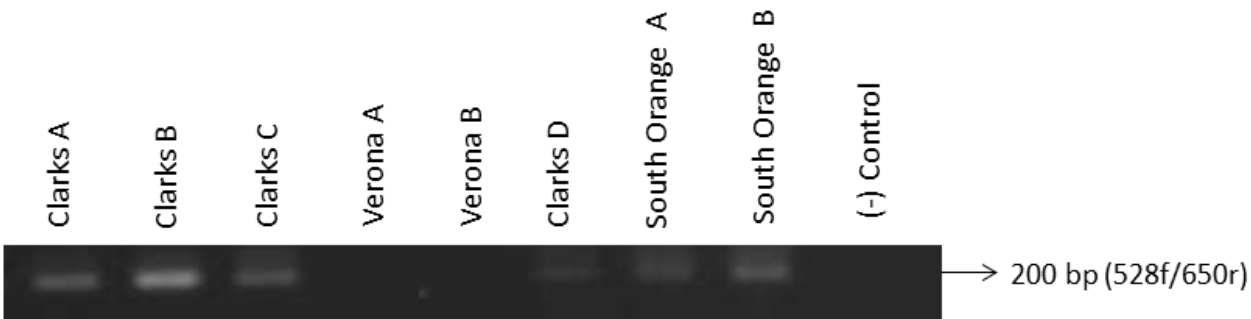 Clarks A
Clarks B
Clarks C
Verona A
Verona B
Clarks D
South Orange A
South Orange B
(-) Control
200 bp (528f/650r)